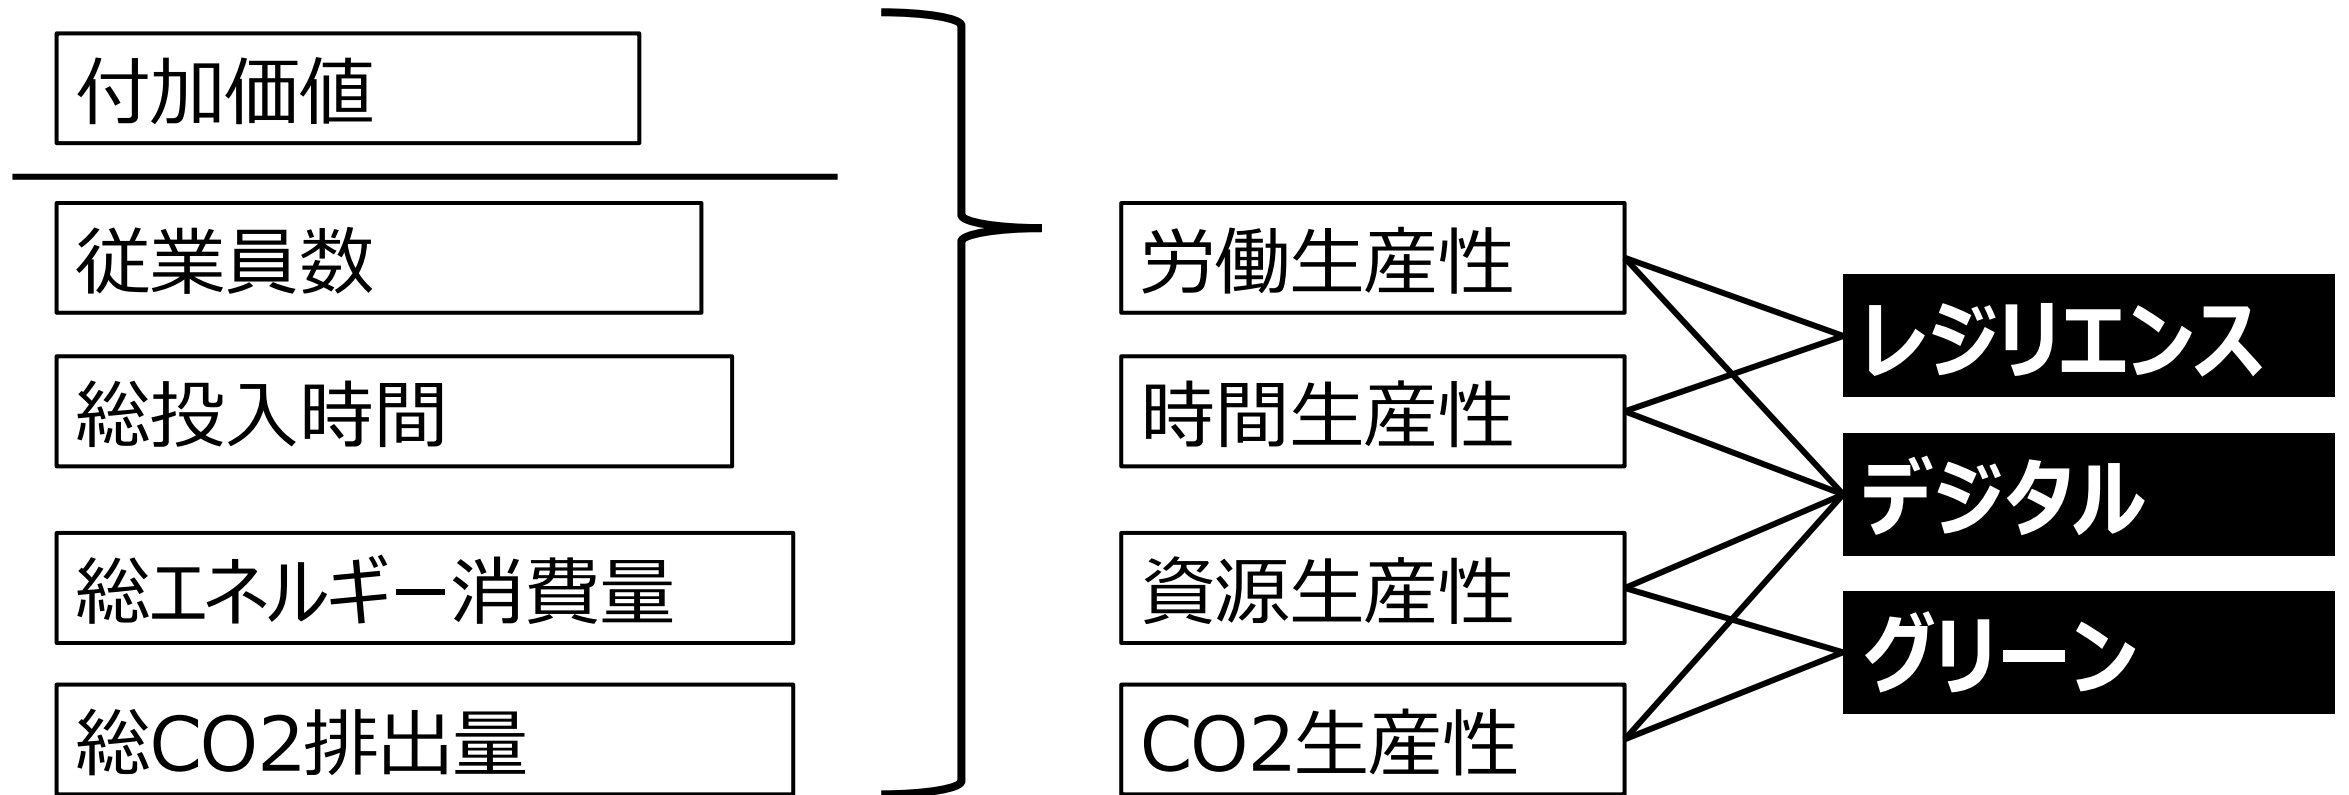 付加価値
従業員数
総投入時間
総エネルギー消費量
総CO2排出量
労働生産性
時間生産性
資源生産性
CO2生産性
レジリエンス
デジタル
グリーン